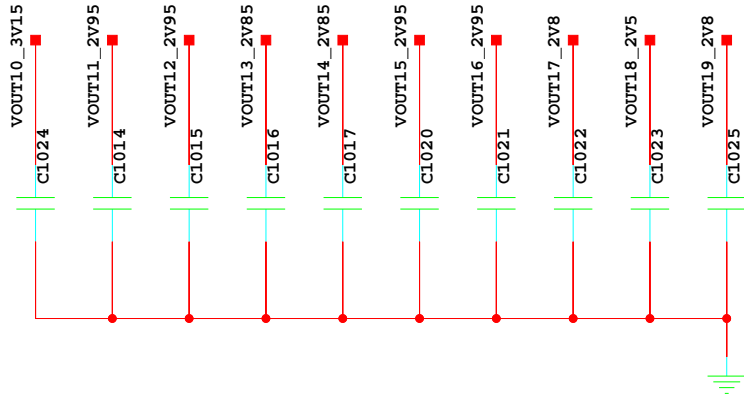 VOUT10_3V15
VOUT11_2V95
VOUT12_2V95
VOUT13_2V85
VOUT14_2V85
VOUT15_2V95
VOUT16_2V95
VOUT17_2V8
VOUT18_2V5
VOUT19_2V8
C1024
C1014
C1015
C1016
C1017
C1020
C1021
C1022
C1023
C1025